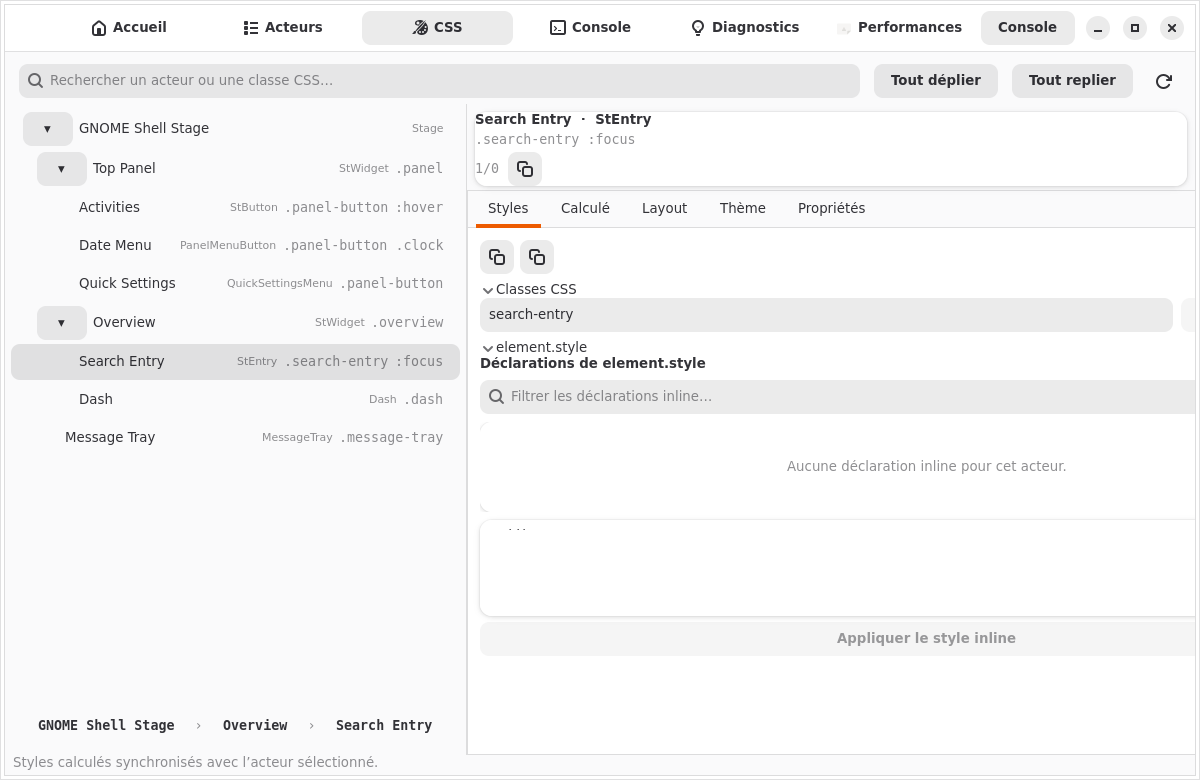 Accueil Acteurs CSS Console Diagnostics Performances Console
Rechercher un acteur ou une classe CSS… Tout déplier Tout replier
GNOME Shell Stage Stage
Top Panel StWidget .panel
Activities StButton .panel-button :hover
Date Menu PanelMenuButton .panel-button .clock
Quick Settings QuickSettingsMenu .panel-button
Overview StWidget .overview
Search Entry StEntry .search-entry :focus
Dash Dash .dash
Message Tray MessageTray .message-tray
GNOME Shell Stage › Overview › Search Entry
Search Entry · StEntry
.search-entry :focus
1/0
Styles Calculé Layout Thème Propriétés
Classes CSS
search-entry
element.style
Déclarations de element.style
Filtrer les déclarations inline…
Aucune déclaration inline pour cet acteur.
Appliquer le style inline
Styles calculés synchronisés avec l’acteur sélectionné.